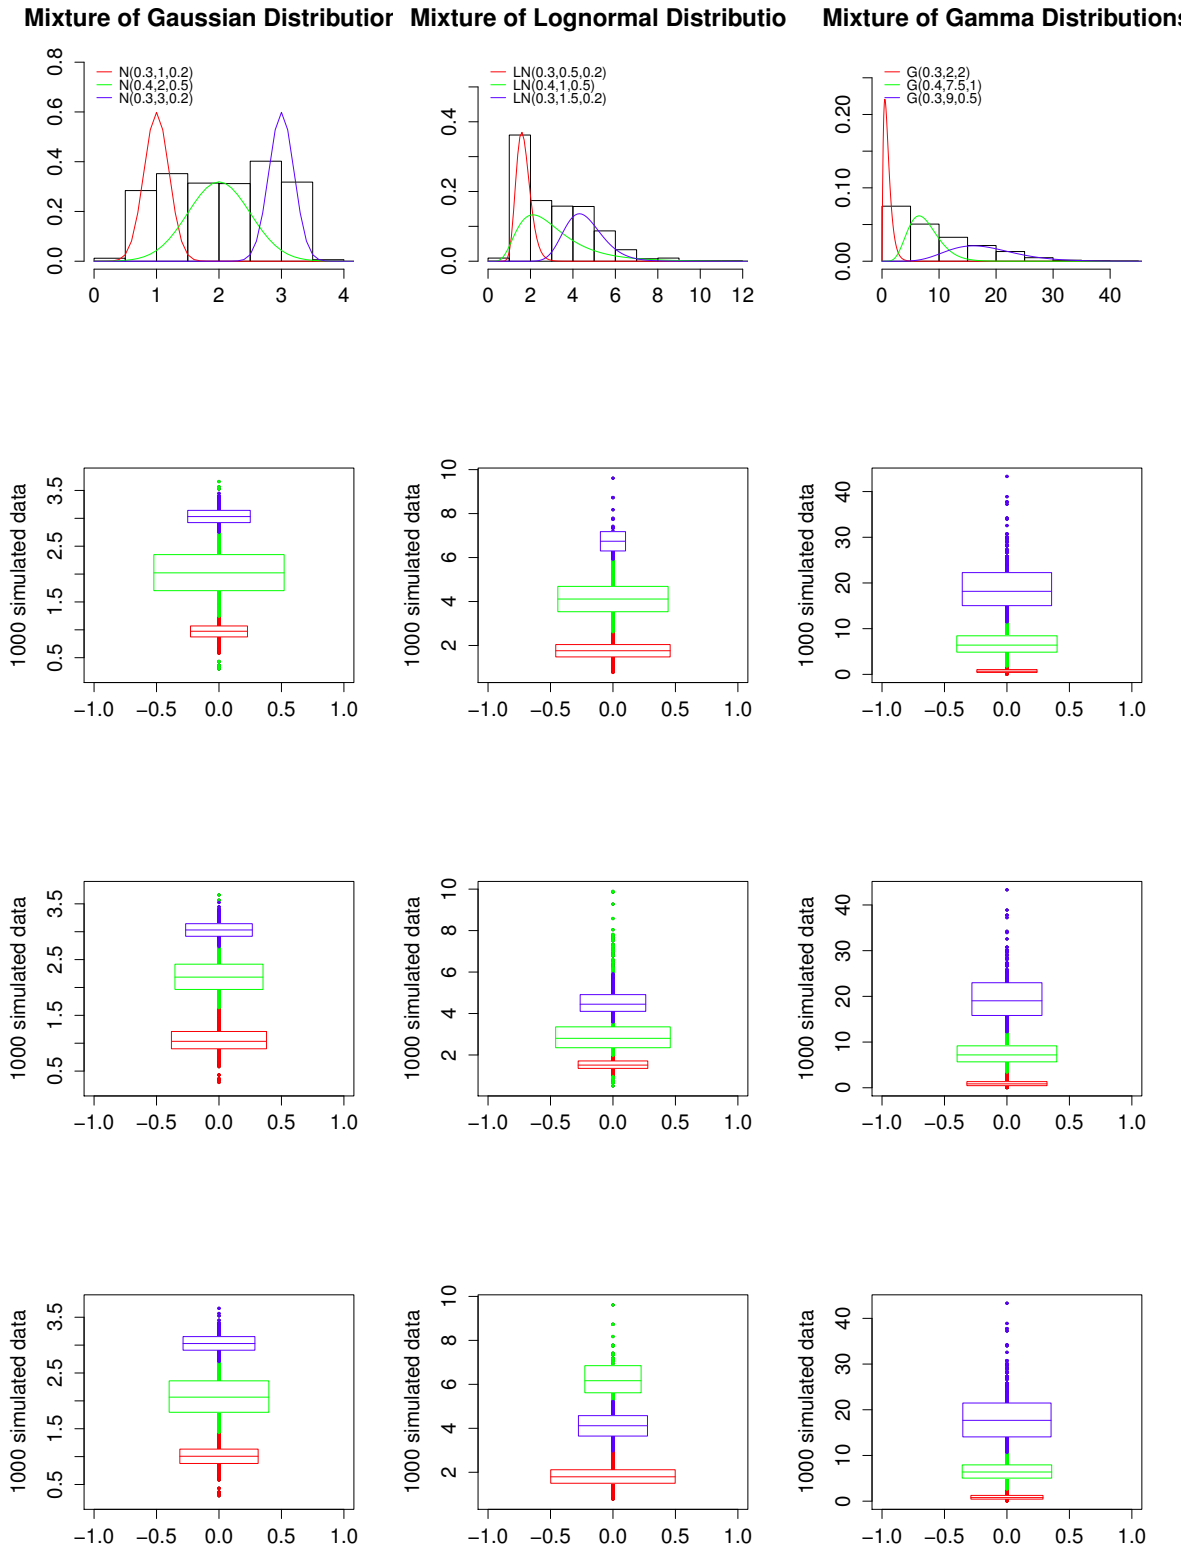 Mixture of Gaussian Distribution
Mixture of Lognormal Distributio
Mixture of Gamma Distributions
N(0.3,1,0.2)
N(0.4,2,0.5)
N(0.3,3,0.2)
0.0 0.2 0.4 0.6 0.8
0 1 2 3 4
LN(0.3,0.5,0.2)
LN(0.4,1,0.5)
LN(0.3,1.5,0.2)
0.0 0.2 0.4
0 2 4 6 8 10 12
G(0.3,2,2)
G(0.4,7.5,1)
G(0.3,9,0.5)
0.00 0.10 0.20
0 10 20 30 40
1000 simulated data
0.5 1.5 2.5 3.5
−1.0 −0.5 0.0 0.5 1.0
1000 simulated data
2 4 6 8 10
−1.0 −0.5 0.0 0.5 1.0
1000 simulated data
0 10 20 30 40
−1.0 −0.5 0.0 0.5 1.0
1000 simulated data
0.5 1.5 2.5 3.5
−1.0 −0.5 0.0 0.5 1.0
1000 simulated data
2 4 6 8 10
−1.0 −0.5 0.0 0.5 1.0
1000 simulated data
0 10 20 30 40
−1.0 −0.5 0.0 0.5 1.0
1000 simulated data
0.5 1.5 2.5 3.5
−1.0 −0.5 0.0 0.5 1.0
1000 simulated data
2 4 6 8 10
−1.0 −0.5 0.0 0.5 1.0
1000 simulated data
0 10 20 30 40
−1.0 −0.5 0.0 0.5 1.0